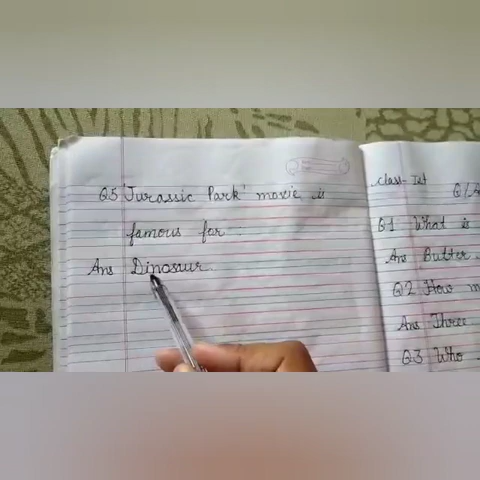 Q5 Jurassic Park' movie is
famous for :
Ans Dinosaur.
Class- 1st Q/A
Q1 What is
Ans Butter
Q2 How m
Ans Three
Q3 Who